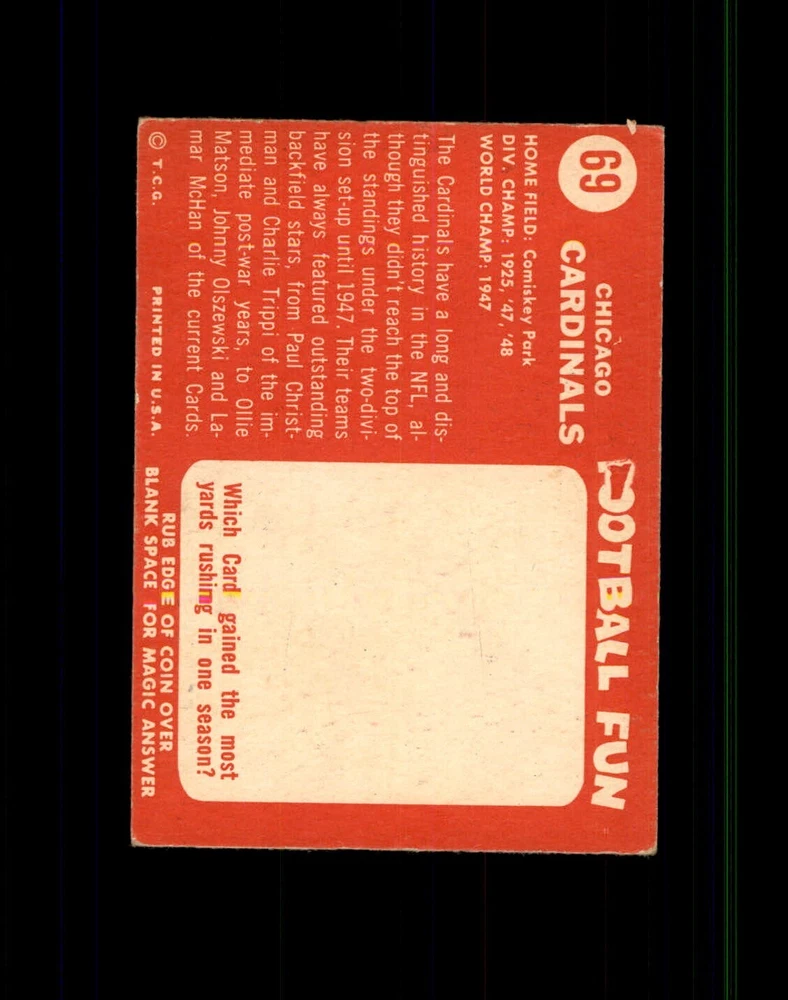 69
CHICAGO
CARDINALS
HOME FIELD: Comiskey Park
DIV. CHAMP: 1925, '47, '48
WORLD CHAMP: 1947
The Cardinals have a long and dis-
tinguished history in the NFL, al-
though they didn't reach the top of
the standings under the two-divi-
sion set-up until 1947. Their teams
have always featured outstanding
backfield stars, from Paul Christ-
man and Charlie Trippi of the im-
mediate post-war years, to Ollie
Matson, Johnny Olszewski and La-
mar McHan of the current Cards.
© T.C.G. PRINTED IN U.S.A.
FOOTBALL FUN
Which Card gained the most
yards rushing in one season?
RUB EDGE OF COIN OVER
BLANK SPACE FOR MAGIC ANSWER